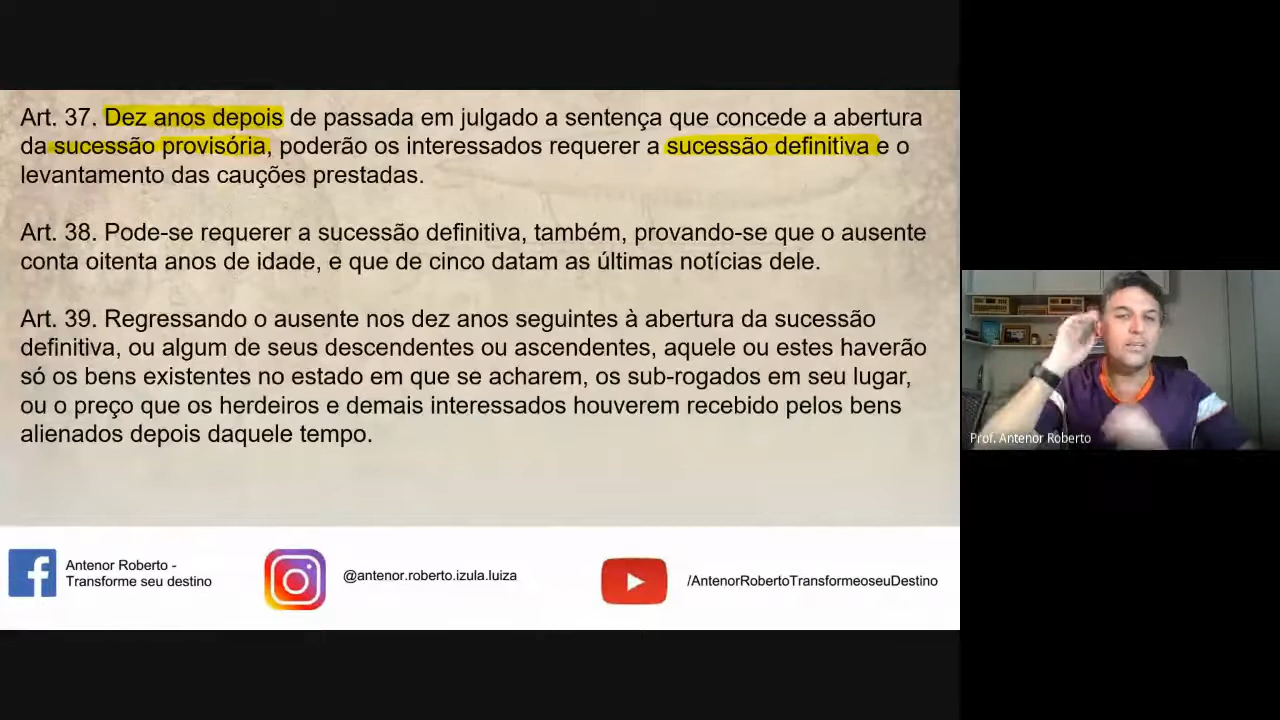 Art. 37. Dez anos depois de passada em julgado a sentença que concede a abertura
da sucessão provisória, poderão os interessados requerer a sucessão definitiva e o
levantamento das cauções prestadas.
Art. 38. Pode-se requerer a sucessão definitiva, também, provando-se que o ausente
conta oitenta anos de idade, e que de cinco datam as últimas notícias dele.
Art. 39. Regressando o ausente nos dez anos seguintes à abertura da sucessão
definitiva, ou algum de seus descendentes ou ascendentes, aquele ou estes haverão
só os bens existentes no estado em que se acharem, os sub-rogados em seu lugar,
ou o preço que os herdeiros e demais interessados houverem recebido pelos bens
alienados depois daquele tempo.
Prof. Antenor Roberto
Antenor Roberto -
Transforme seu destino
@antenor.roberto.izula.luiza
/AntenorRobertoTransformeoseuDestino